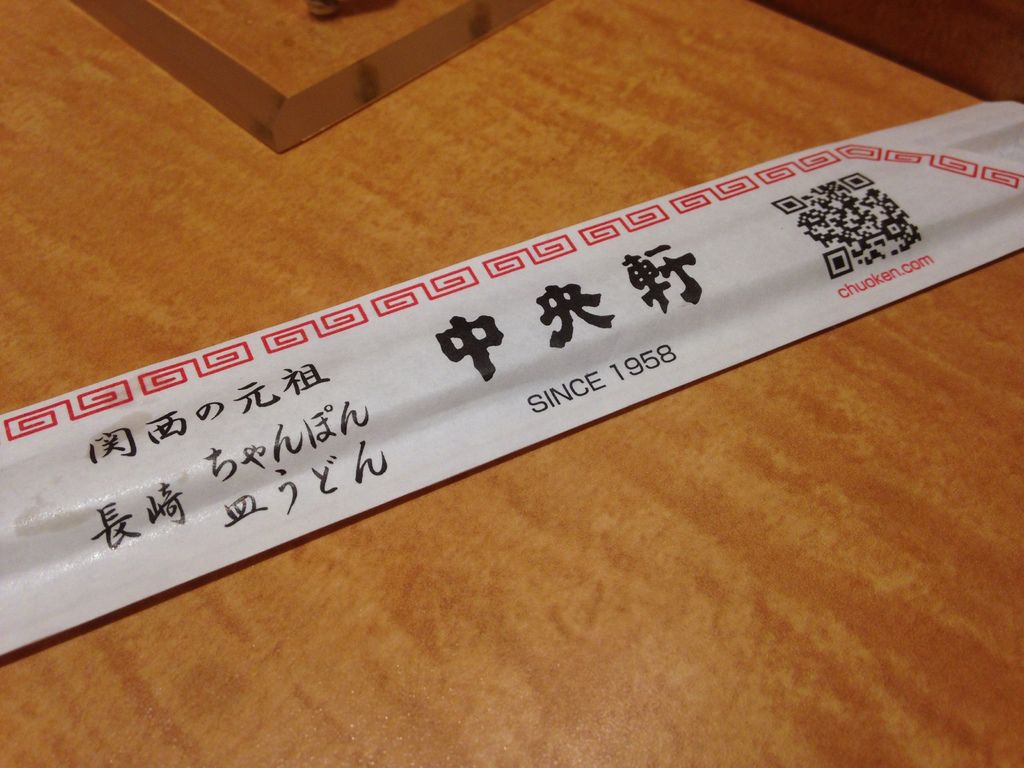 関西の元祖
長崎 ちゃんぽん
皿うどん
中央軒
SINCE 1958
chuoken.com